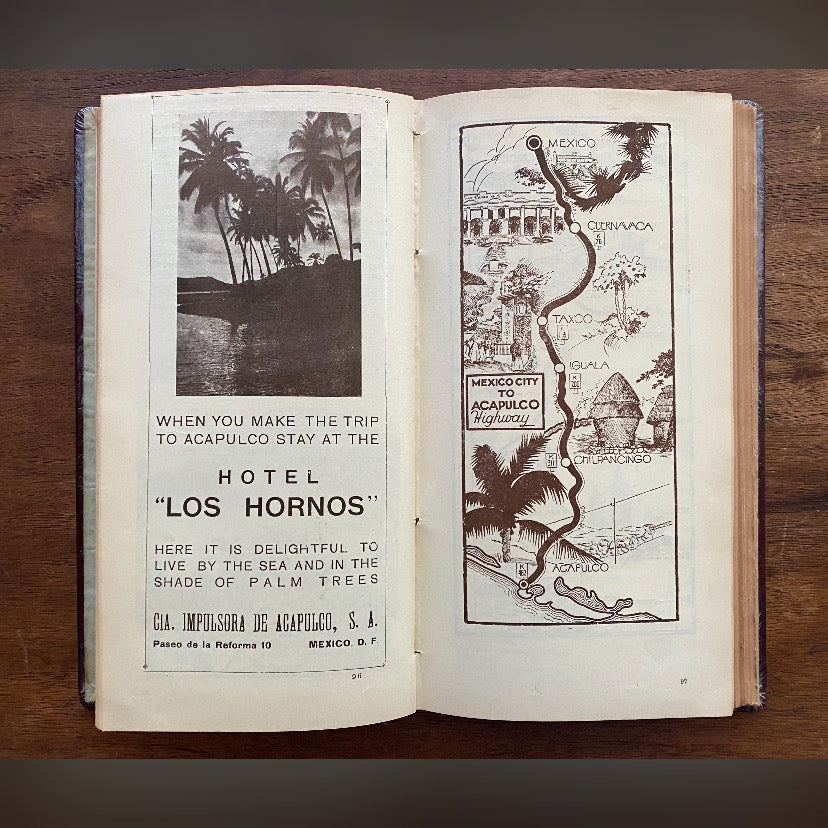 WHEN YOU MAKE THE TRIP
TO ACAPULCO STAY AT THE
HOTEL
"LOS HORNOS"
HERE IT IS DELIGHTFUL TO
LIVE BY THE SEA AND IN THE
SHADE OF PALM TREES
CIA. IMPULSORA DE ACAPULCO, S. A.
Paseo de la Reforma 10 MEXICO, D. F.
96
MEXICO
CUERNAVACA
K
TAXCO
K
IGUALA
K
MEXICO CITY
TO
ACAPULCO
Highway
K
CHILPANCINGO
K
ACAPULCO
97